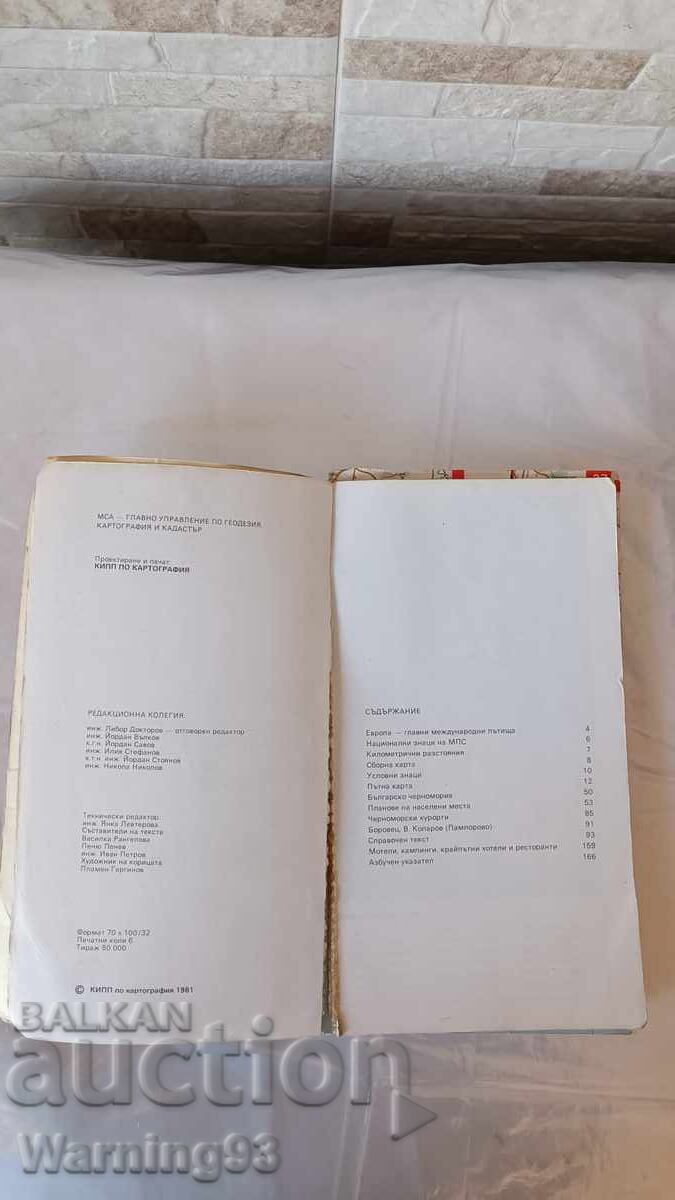 МСА — ГЛАВНО УПРАВЛЕНИЕ ПО ГЕОДЕЗИЯ,
КАРТОГРАФИЯ И КАДАСТЪР
Проектиране и печат:
КИПП ПО КАРТОГРАФИЯ
РЕДАКЦИОННА КОЛЕГИЯ:
инж. Либор Докторов — отговорен редактор
инж. Йордан Вълков
к.г.н. Йордан Савов
инж. Илия Стефанов
к.т.н. инж. Йордан Стоянов
инж. Никола Николов
Технически редактор:
инж. Янка Левтерова
Съставители на текста:
Василка Рангелова
Пеню Пенев
инж. Иван Петров
Художник на корицата:
Пламен Гергинов
Формат 70 x 100/32
Печатни коли 6
Тираж 50 000
© КИПП по картография 1981
СЪДЪРЖАНИЕ
Европа — главни международни пътища 4
Национални знаци на МПС 6
Километрични разстояния 7
Сборна карта 8
Условни знаци 10
Пътна карта 12
Българско черноморие 50
Планове на населени места 53
Черноморски курорти 85
Боровец, В. Коларов (Пампорово) 91
Справочен текст 93
Мотели, кампинги, крайпътни хотели и ресторанти 159
Азбучен указател 166
BALKAN
auction
Warning93